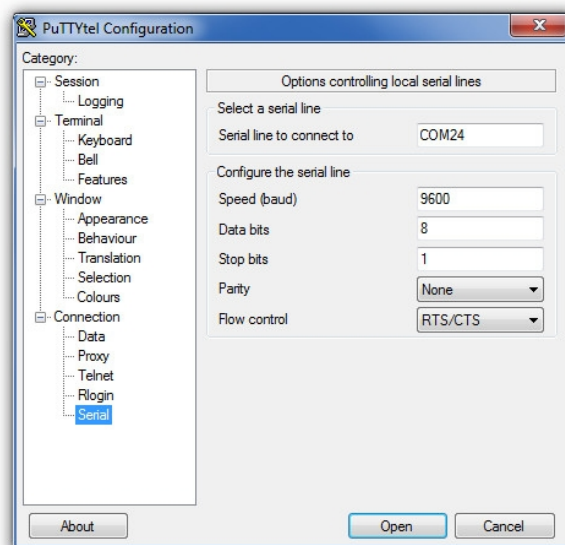 PuTTYtel Configuration
Category:
Session
Logging
Terminal
Keyboard
Bell
Features
Window
Appearance
Behaviour
Translation
Selection
Colours
Connection
Data
Proxy
Telnet
Rlogin
Serial
Options controlling local serial lines
Select a serial line
Serial line to connect to COM24
Configure the serial line
Speed (baud) 9600
Data bits 8
Stop bits 1
Parity None
Flow control RTS/CTS
About Open Cancel